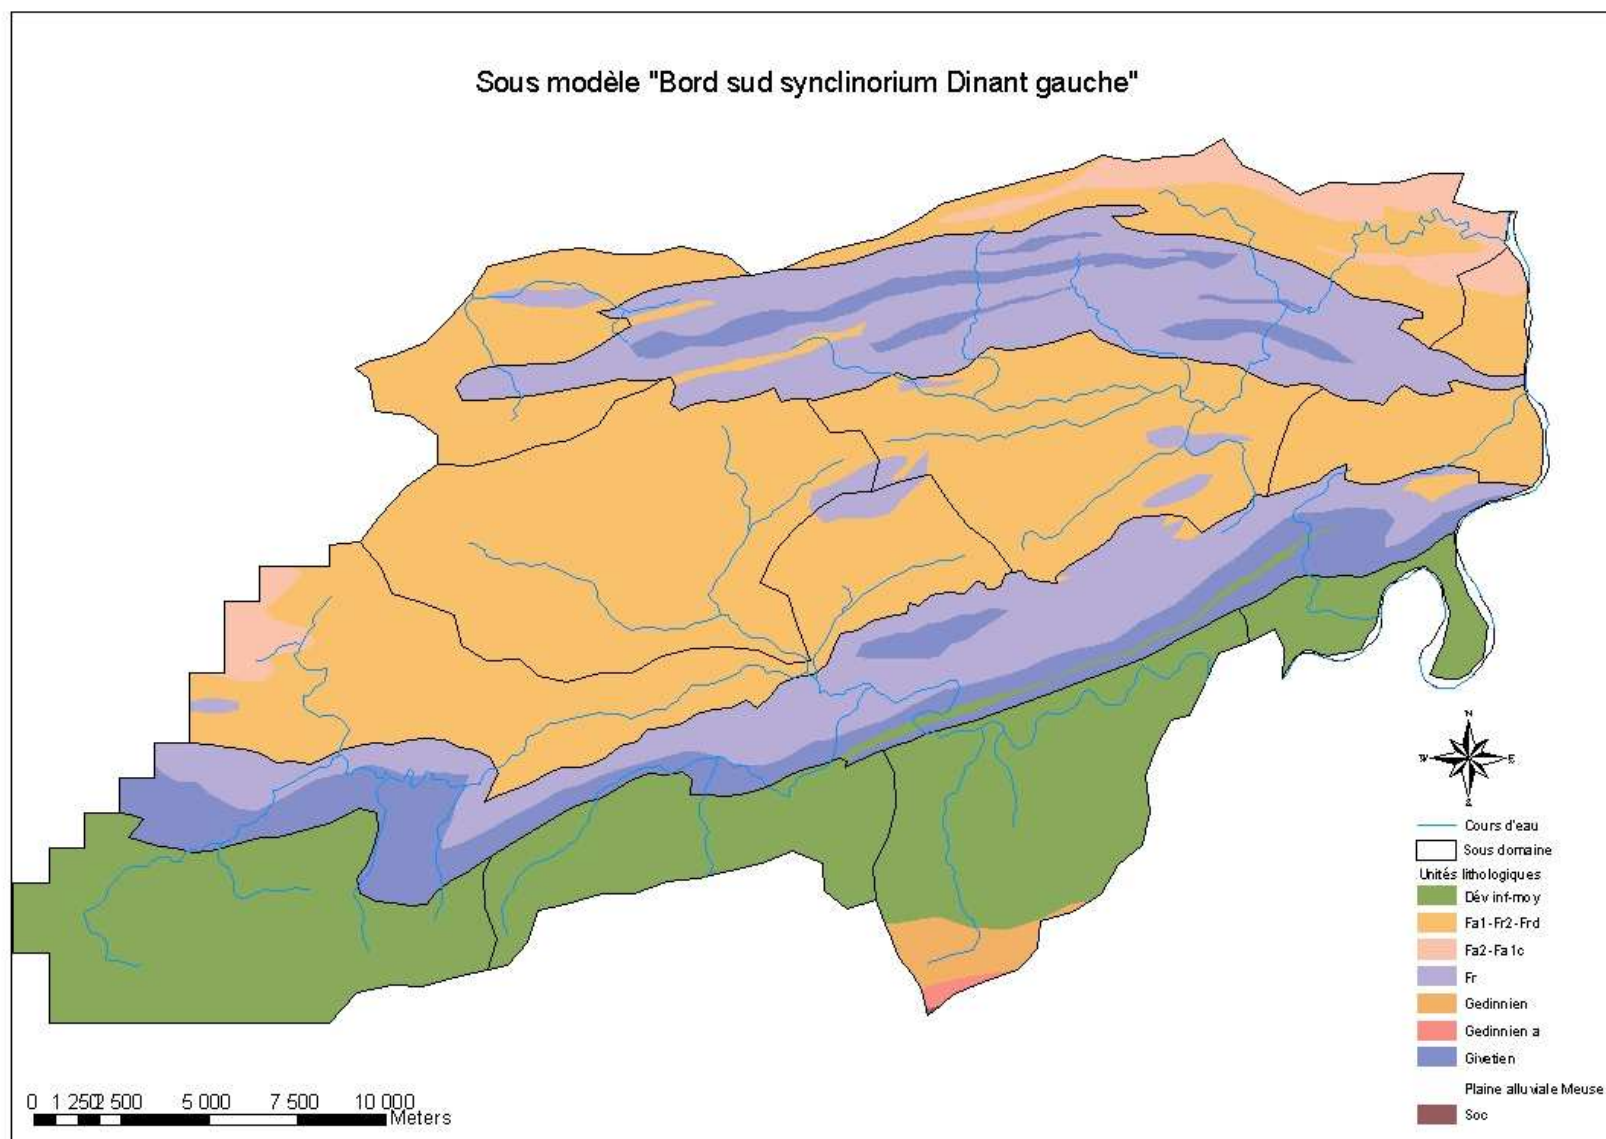 Sous modèle "Bord sud synclinorium Dinant gauche"
N
W E
S
Cours d'eau
Sous domaine
Unités lithologiques
Dév inf-moy
Fa1-Fr2-Frd
Fa2-Fa1c
Fr
Gedinnien
Gedinnien a
Givetien
Plaine alluviale Meuse
Soc
0 1 250 2 500 5 000 7 500 10 000
Meters